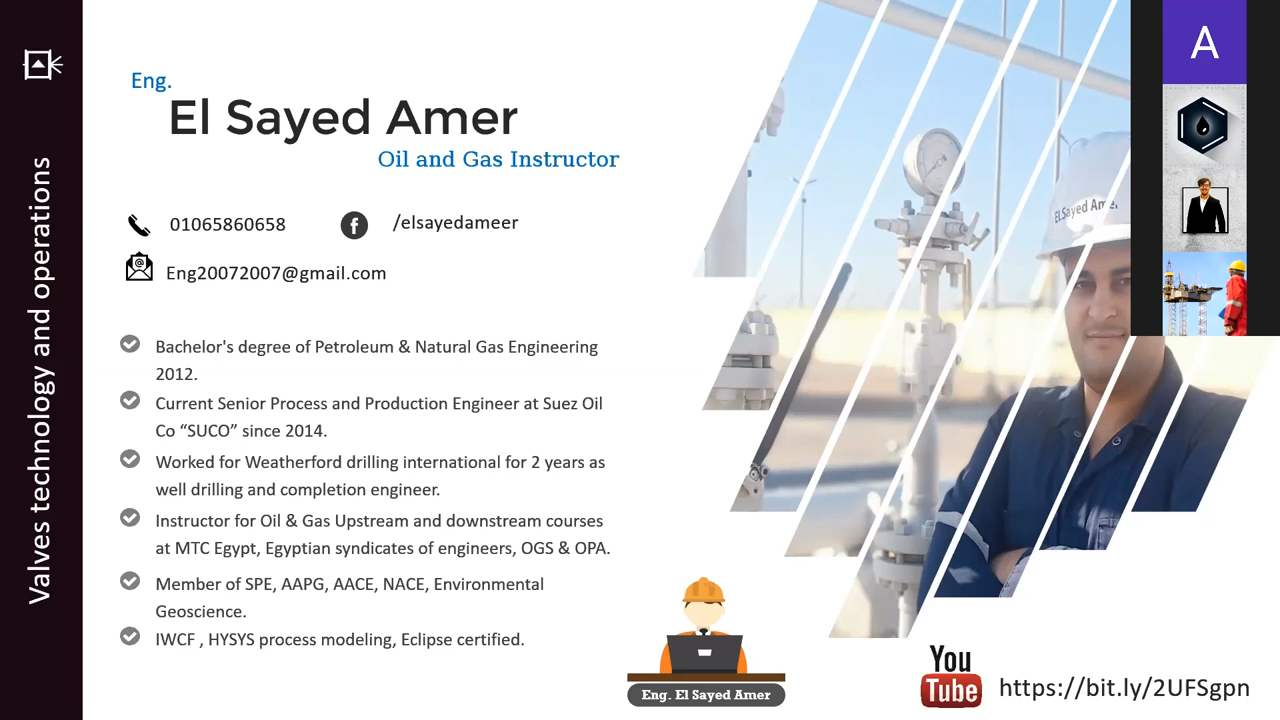 Valves technology and operations
Eng.
El Sayed Amer
Oil and Gas Instructor
01065860658
/elsayedameer
Eng20072007@gmail.com
Bachelor's degree of Petroleum & Natural Gas Engineering
2012.
Current Senior Process and Production Engineer at Suez Oil
Co “SUCO” since 2014.
Worked for Weatherford drilling international for 2 years as
well drilling and completion engineer.
Instructor for Oil & Gas Upstream and downstream courses
at MTC Egypt, Egyptian syndicates of engineers, OGS & OPA.
Member of SPE, AAPG, AACE, NACE, Environmental
Geoscience.
IWCF , HYSYS process modeling, Eclipse certified.
Eng. El Sayed Amer
You
Tube
https://bit.ly/2UFSgpn
El.Sayed Amer
A